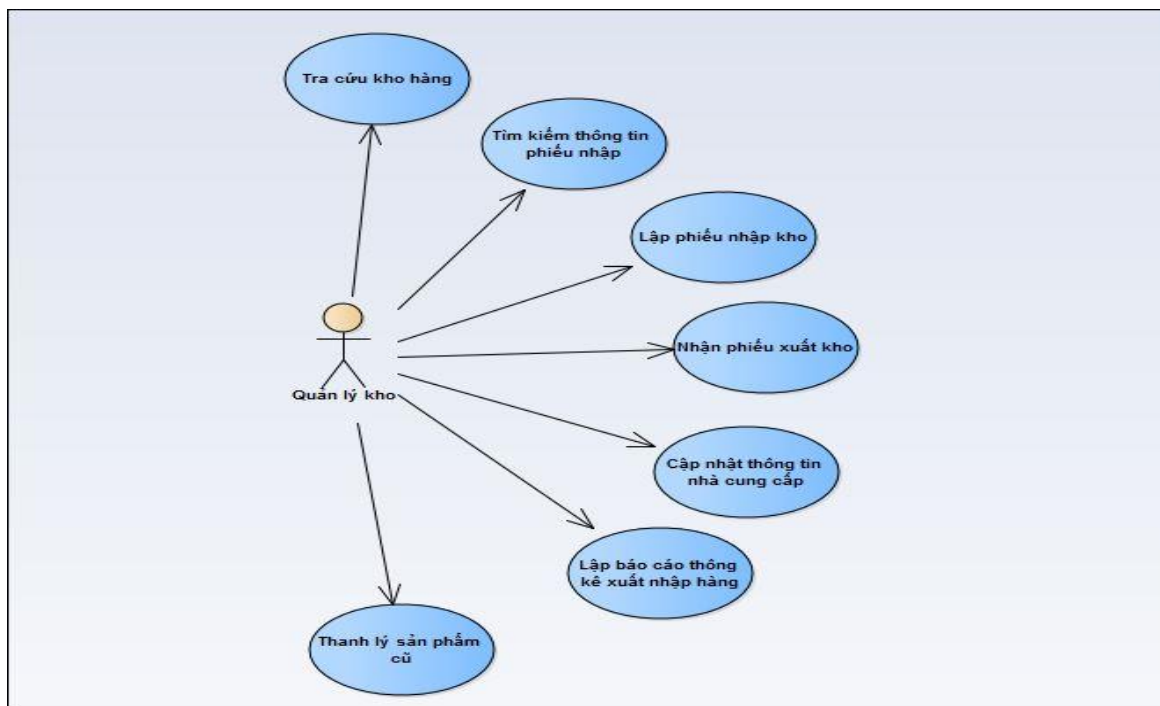 Tra cứu kho hàng
Tìm kiếm thông tin
phiếu nhập
Lập phiếu nhập kho
Nhận phiếu xuất kho
Quản lý kho
Cập nhật thông tin
nhà cung cấp
Lập báo cáo thống
kê xuất nhập hàng
Thanh lý sản phẩm
cũ